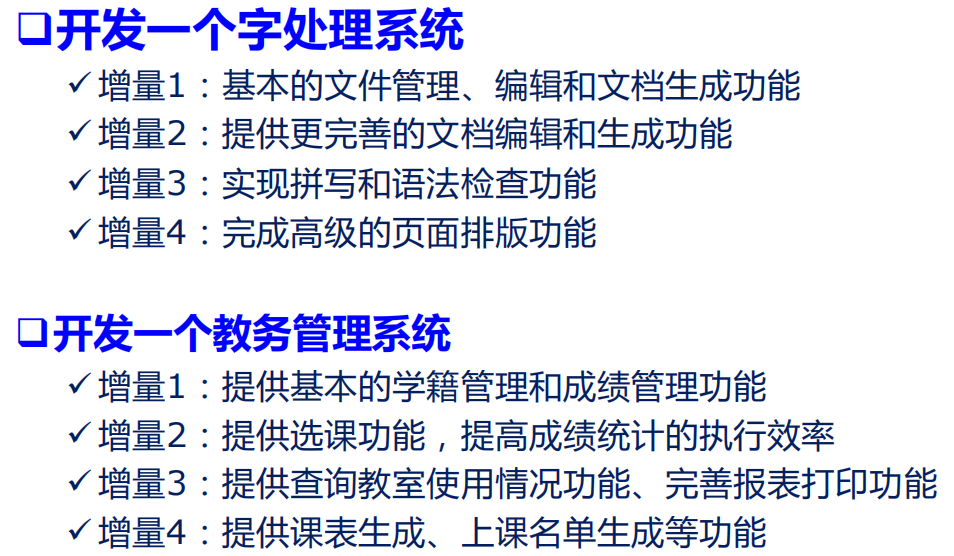 ❑开发一个字处理系统
✓增量1：基本的文件管理、编辑和文档生成功能
✓增量2：提供更完善的文档编辑和生成功能
✓增量3：实现拼写和语法检查功能
✓增量4：完成高级的页面排版功能
❑开发一个教务管理系统
✓增量1：提供基本的学籍管理和成绩管理功能
✓增量2：提供选课功能，提高成绩统计的执行效率
✓增量3：提供查询教室使用情况功能、完善报表打印功能
✓增量4：提供课表生成、上课名单生成等功能